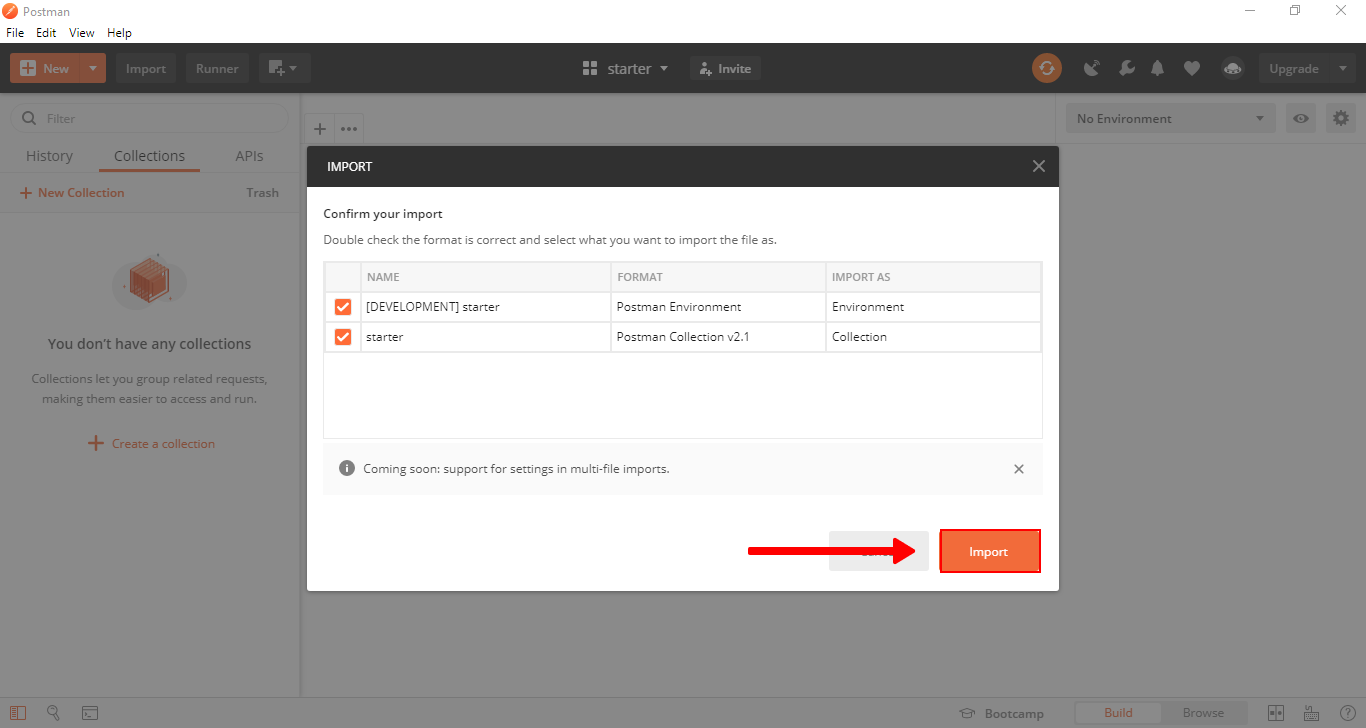 Postman
File Edit View Help
New Import Runner starter Invite Upgrade
Filter
No Environment
History Collections APIs
New Collection Trash
IMPORT
Confirm your import
Double check the format is correct and select what you want to import the file as.
NAME FORMAT IMPORT AS
[DEVELOPMENT] starter Postman Environment Environment
starter Postman Collection v2.1 Collection
You don't have any collections
Collections let you group related requests,
making them easier to access and run.
Create a collection
Coming soon: support for settings in multi-file imports.
Import
Bootcamp Build Browse